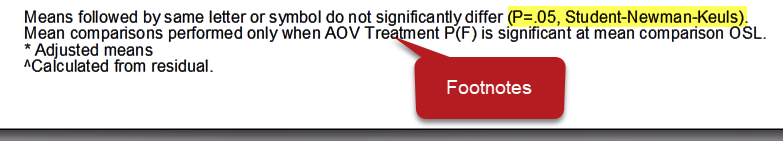 Means followed by same letter or symbol do not significantly differ (P=.05, Student-Newman-Keuls).
Mean comparisons performed only when AOV Treatment P(F) is significant at mean comparison OSL.
* Adjusted means
^Calculated from residual.
Footnotes